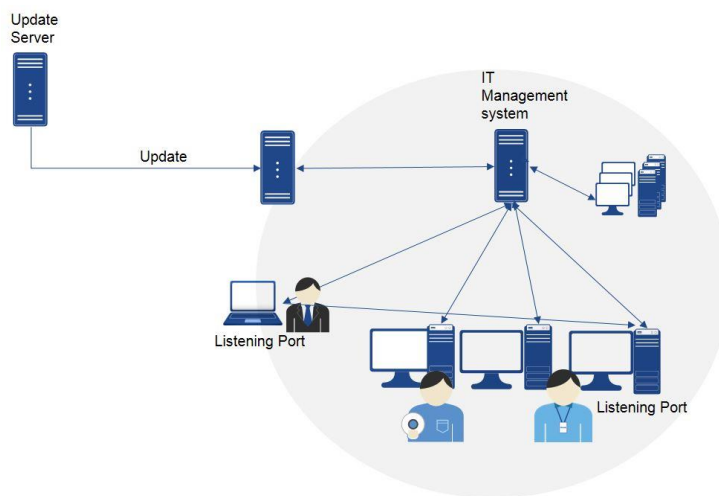 Update
Server
IT
Management
system
Update
Listening Port
Listening Port